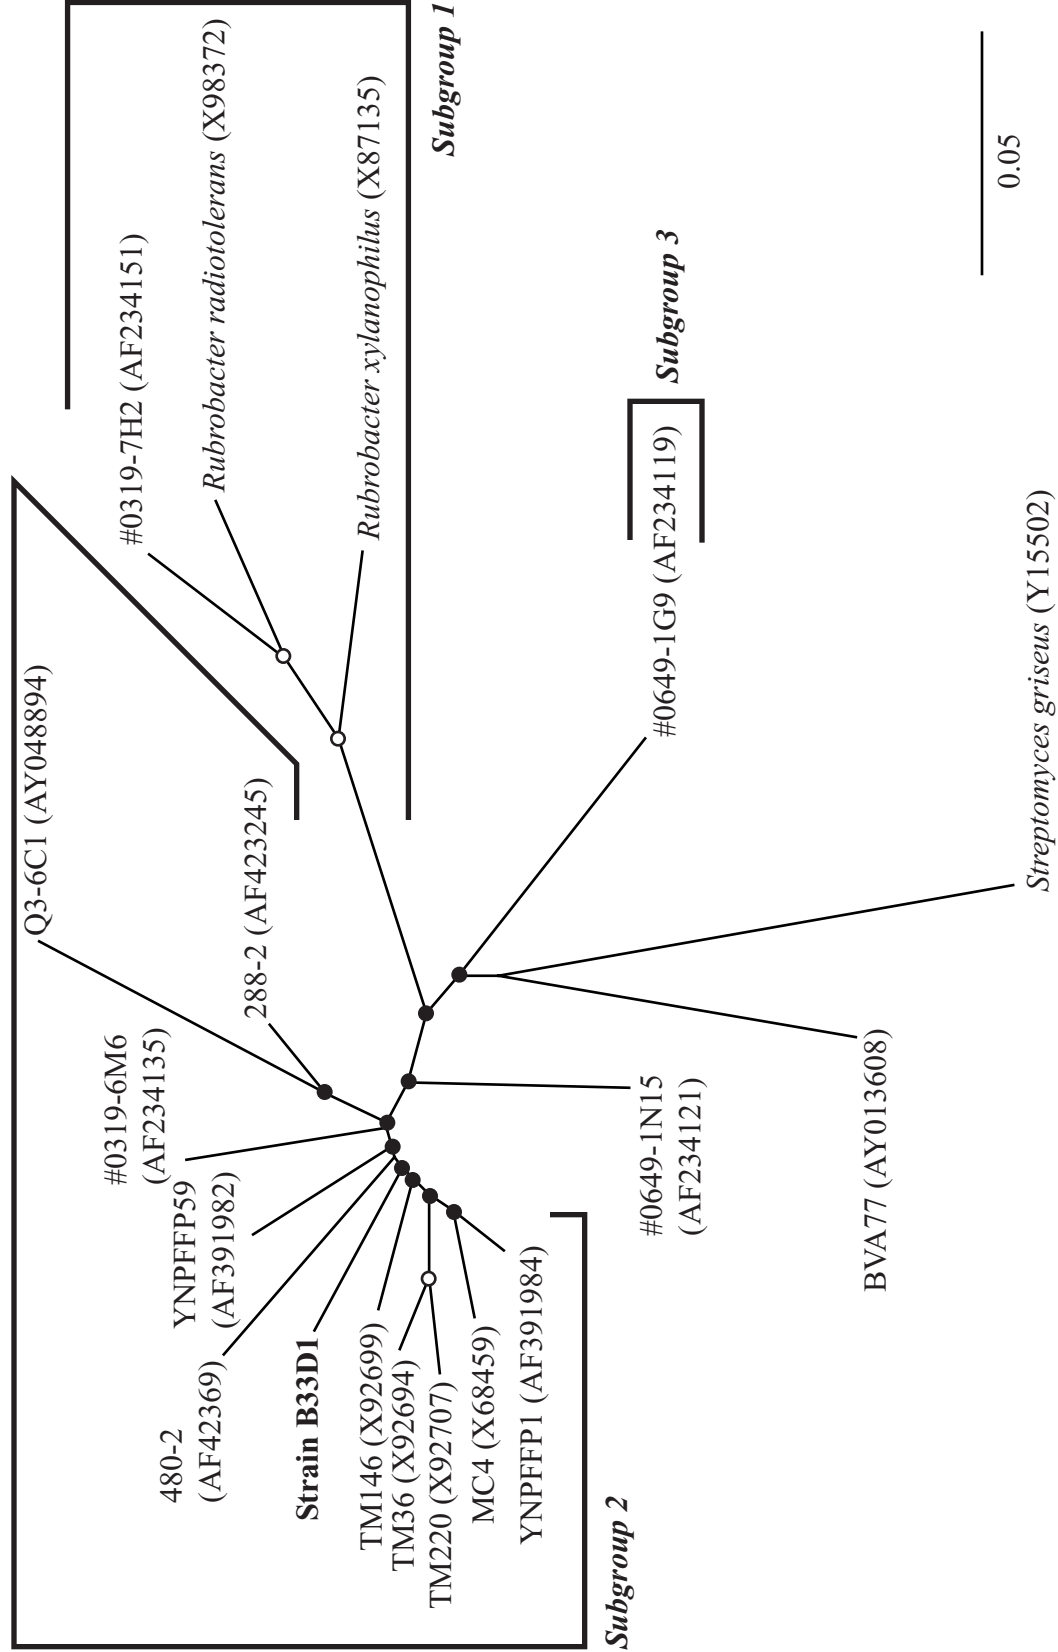 Subgroup 1
Rubrobacter radiotolerans (X98372)
Rubrobacter xylanophilus (X87135)
#0319-7H2 (AF234151)
0.05
Subgroup 3
#0649-1G9 (AF234119)
Streptomyces griseus (Y15502)
Q3-6C1 (AY048894)
288-2 (AF423245)
#0319-6M6
(AF234135)
YNPFFP59
(AF391982)
480-2
(AF42369)
Strain B33D1
TM146 (X92699)
TM36 (X92694)
TM220 (X92707)
MC4 (X68459)
YNPFFP1 (AF391984)
#0649-1N15
(AF234121)
BVA77 (AY013608)
Subgroup 2